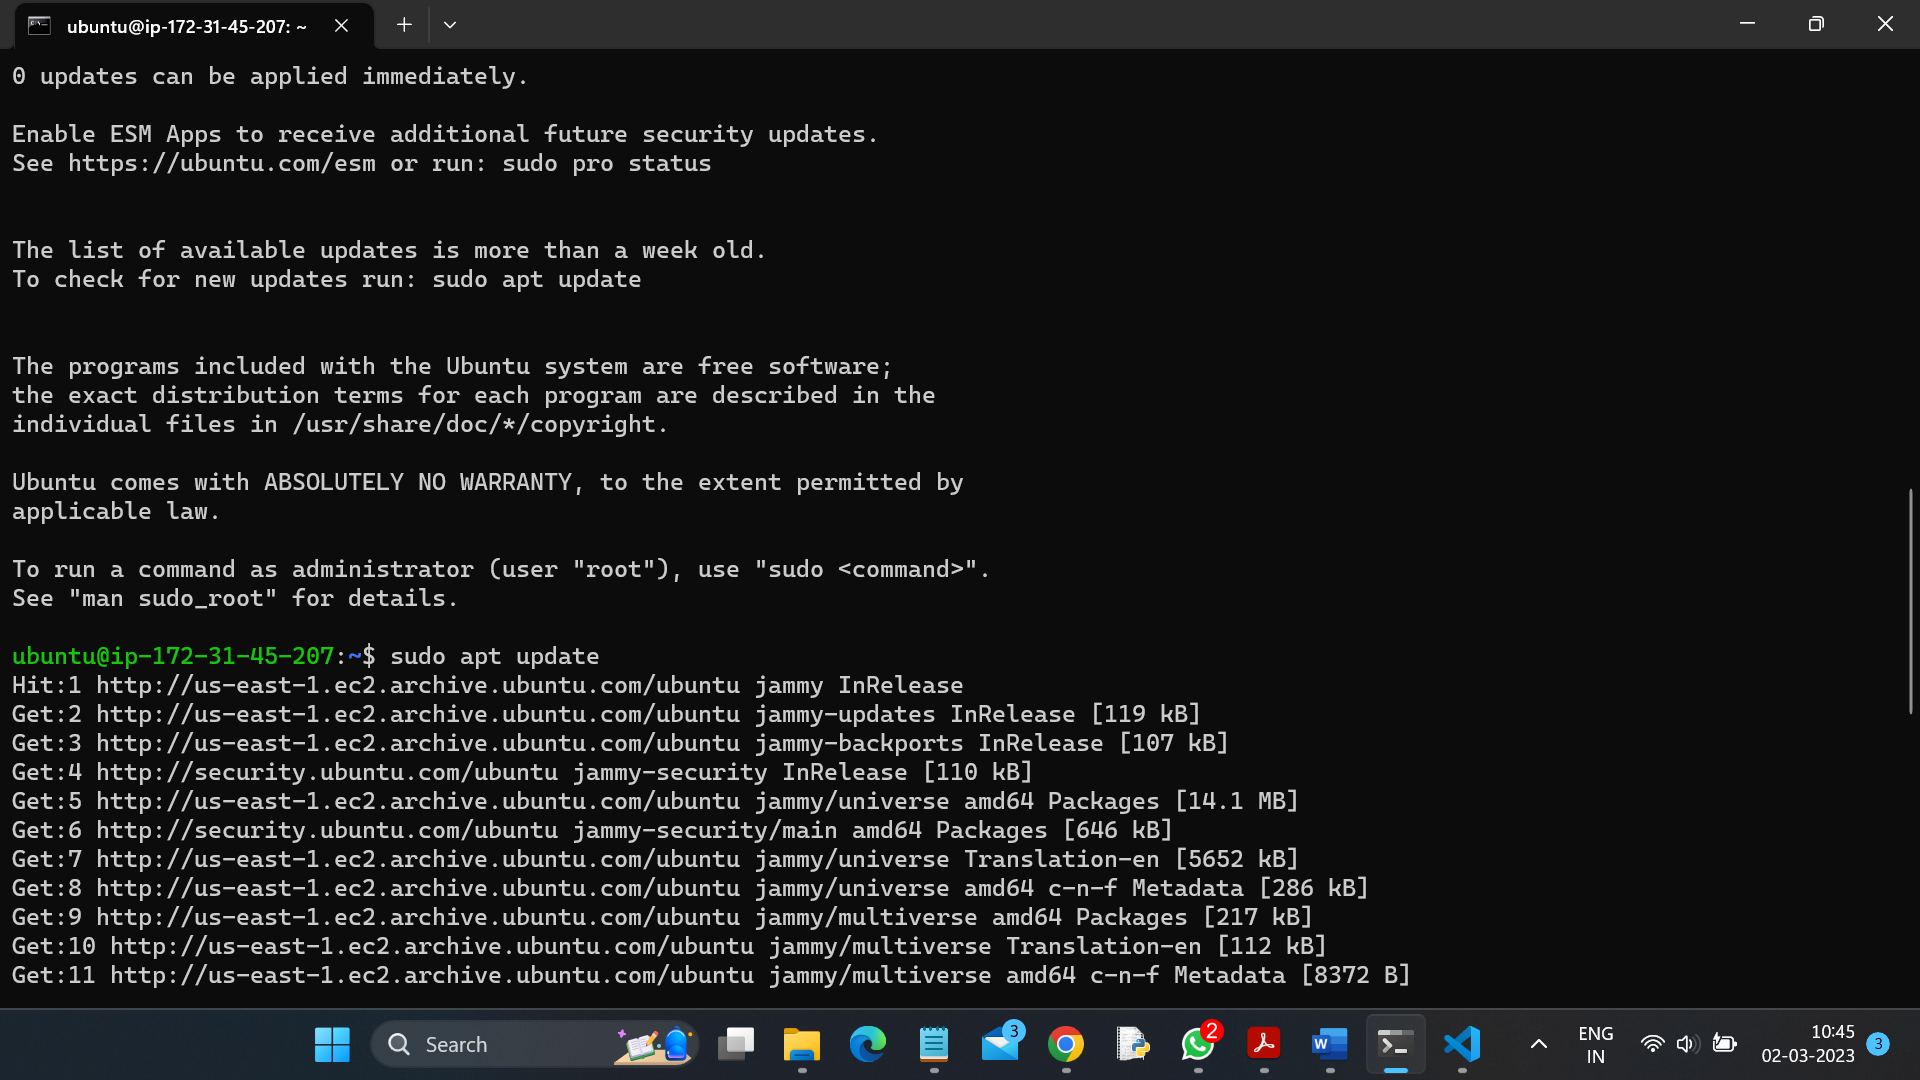 ubuntu@ip-172-31-45-207: ~
0 updates can be applied immediately.
Enable ESM Apps to receive additional future security updates.
See https://ubuntu.com/esm or run: sudo pro status
The list of available updates is more than a week old.
To check for new updates run: sudo apt update
The programs included with the Ubuntu system are free software;
the exact distribution terms for each program are described in the
individual files in /usr/share/doc/*/copyright.
Ubuntu comes with ABSOLUTELY NO WARRANTY, to the extent permitted by
applicable law.
To run a command as administrator (user "root"), use "sudo <command>".
See "man sudo_root" for details.
ubuntu@ip-172-31-45-207:~$ sudo apt update
Hit:1 http://us-east-1.ec2.archive.ubuntu.com/ubuntu jammy InRelease
Get:2 http://us-east-1.ec2.archive.ubuntu.com/ubuntu jammy-updates InRelease [119 kB]
Get:3 http://us-east-1.ec2.archive.ubuntu.com/ubuntu jammy-backports InRelease [107 kB]
Get:4 http://security.ubuntu.com/ubuntu jammy-security InRelease [110 kB]
Get:5 http://us-east-1.ec2.archive.ubuntu.com/ubuntu jammy/universe amd64 Packages [14.1 MB]
Get:6 http://security.ubuntu.com/ubuntu jammy-security/main amd64 Packages [646 kB]
Get:7 http://us-east-1.ec2.archive.ubuntu.com/ubuntu jammy/universe Translation-en [5652 kB]
Get:8 http://us-east-1.ec2.archive.ubuntu.com/ubuntu jammy/universe amd64 c-n-f Metadata [286 kB]
Get:9 http://us-east-1.ec2.archive.ubuntu.com/ubuntu jammy/multiverse amd64 Packages [217 kB]
Get:10 http://us-east-1.ec2.archive.ubuntu.com/ubuntu jammy/multiverse Translation-en [112 kB]
Get:11 http://us-east-1.ec2.archive.ubuntu.com/ubuntu jammy/multiverse amd64 c-n-f Metadata [8372 B]
Search
3
2
W
ENG
IN
10:45
02-03-2023
3